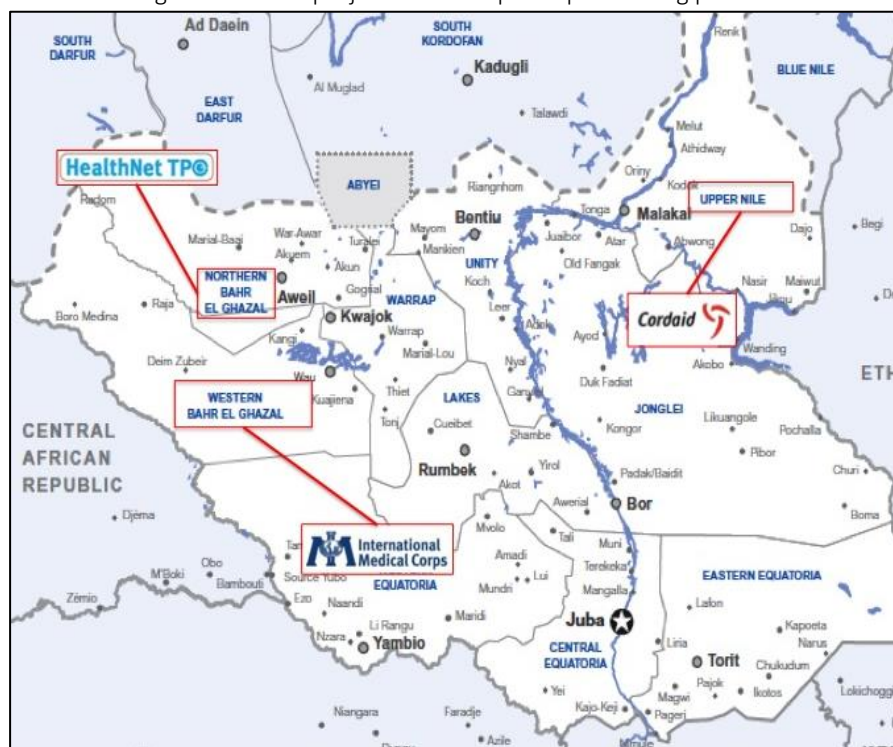 Ad Daein
SOUTH
DARFUR
SOUTH
KORDOFAN
Renk
Kadugli
BLUE NILE
Al Muglad
EAST
DARFUR
Talawdi
Melut
Athidway
HealthNet TPO
ABYEI
Riangnhom
Oriny
Kodok
UPPER NILE
Radom
Bentiu
Tonga
Malakal
Mayom
Marial-Baai
War-Awar
Turalei
Mankien
Juaibor
Atar
Abwong
Dajo
Begi
Akuem
Akun
UNITY
Old Fangak
NORTHERN
BAHR
EL GHAZAL
Aweil
Gogrial
WARRAP
Koch
Nasir
Maiwut
Boro Medina
Raja
Kwajok
Leer
Adok
Ayod
Cordaid
Wanding
Kangi
Warrap
Marial-Lou
Akobo
Deim Zubeir
Wau
Nyal
ETH
Kuajiena
Thiet
Duk Fadiat
WESTERN
BAHR EL GHAZAL
Tonj
LAKES
JONGLEI
Cueibet
Shambe
Kongor
Likuangole
Pochalla
CENTRAL
AFRICAN
REPUBLIC
Rumbek
Yirol
Padak/Baidit
Pibor
Churi
Akot
Awerial
Bor
Boma
Djéma
Mvolo
Tali
Muni
International
Medical Corps
Amadi
Terekeka
EQUATORIA
Obo
M'Boki
Bambouti
Source Yubo
Mundri
Lui
Mangalla
EASTERN EQUATORIA
Zémio
Ezo
Naandi
Maridi
Juba
Lafon
Kapoeta
Li Rangu
Nzara
Yambio
CENTRAL
EQUATORIA
Liria
Torit
Narus
Chukudum
Yei
Kajo-Keji
Magwi
Pajok
Ikotos
Lokichoggi
Niangara
Faradje
Pageri
Azile